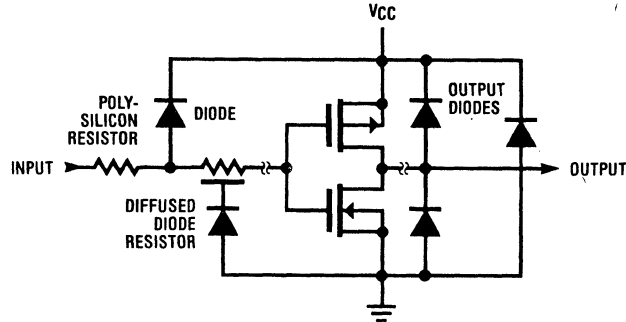 VCC
POLY-
SILICON
RESISTOR
DIODE
OUTPUT
DIODES
INPUT
OUTPUT
DIFFUSED
DIODE
RESISTOR